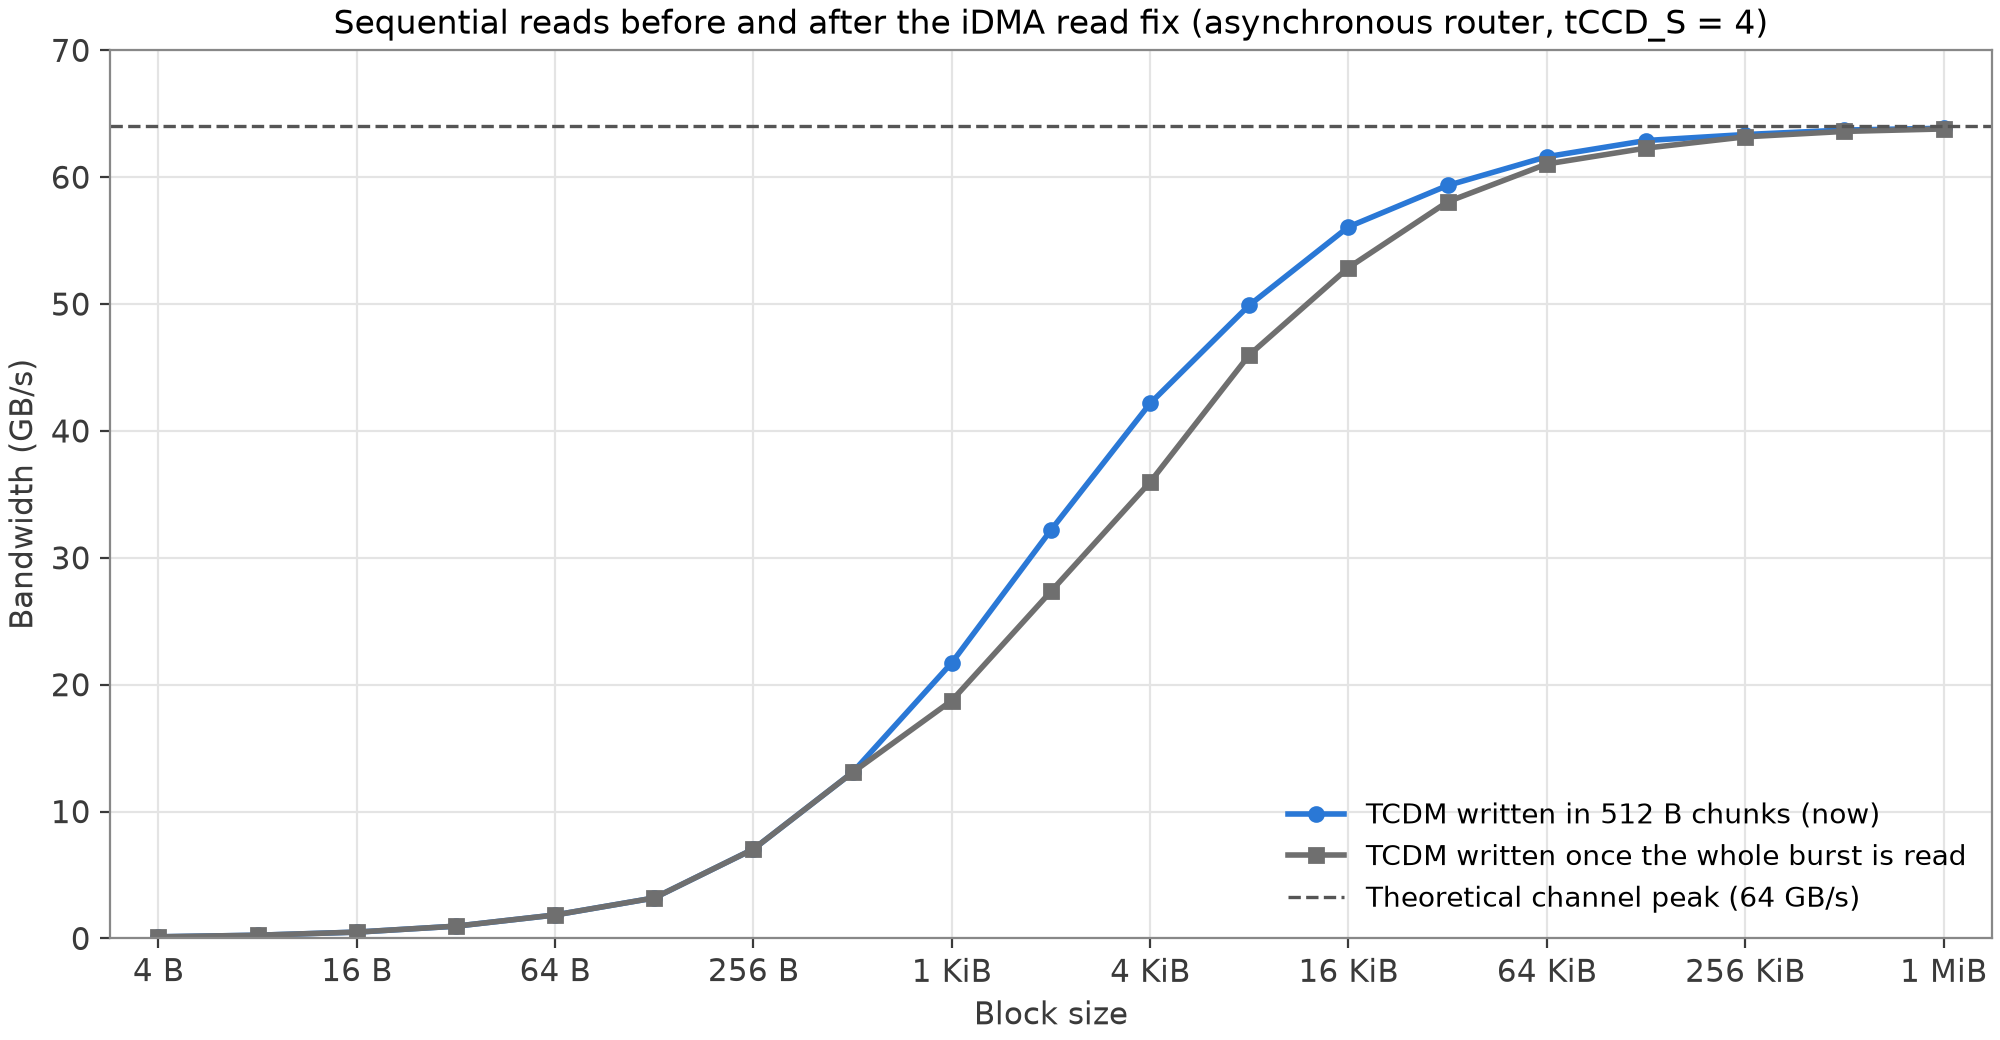 Sequential reads before and after the iDMA read fix (asynchronous router, tCCD_S = 4)
70
60
50
40
30
20
10
0
Bandwidth (GB/s)
TCDM written in 512 B chunks (now)
TCDM written once the whole burst is read
Theoretical channel peak (64 GB/s)
4 B 16 B 64 B 256 B 1 KiB 4 KiB 16 KiB 64 KiB 256 KiB 1 MiB
Block size